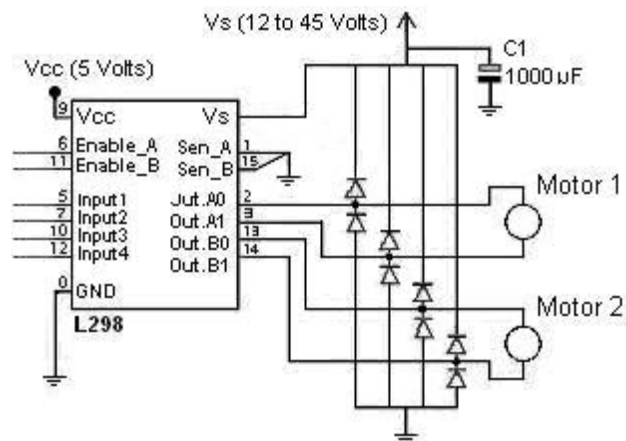 Vs (12 to 45 Volts)
C1
1000 µF
Vcc (5 Volts)
9 Vcc Vs
6 Enable_A Sen_A 1
11 Enable_B Sen_B 15
5 Input1 Jut.A0 2
7 Input2 Out.A1 3
10 Input3 Out.B0 13
12 Input4 Out.B1 14
0 GND
L298
Motor 1
Motor 2